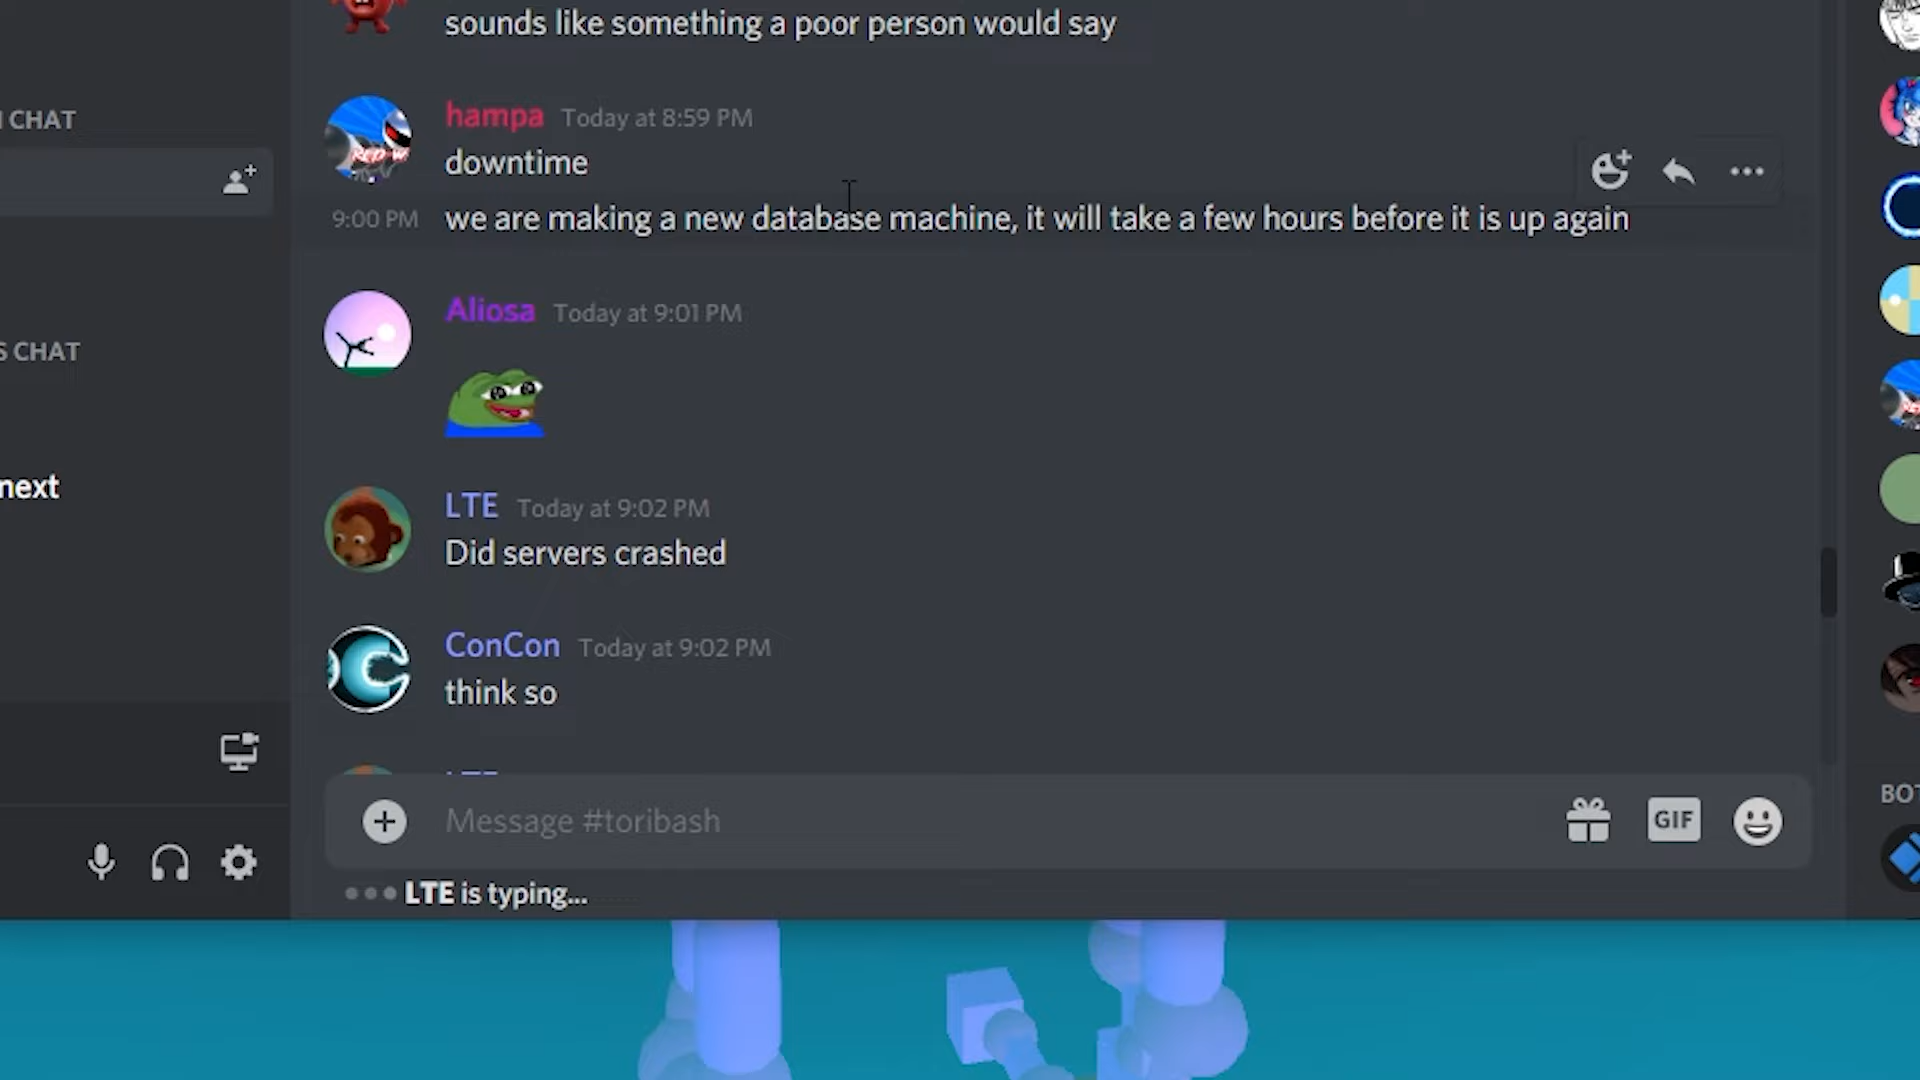 sounds like something a poor person would say
CHAT
hampa Today at 8:59 PM
RED W
downtime
9:00 PM we are making a new database machine, it will take a few hours before it is up again
Aliosa Today at 9:01 PM
S CHAT
next
LTE Today at 9:02 PM
Did servers crashed
ConCon Today at 9:02 PM
think so
BOT
Message #toribash
GIF
LTE is typing...